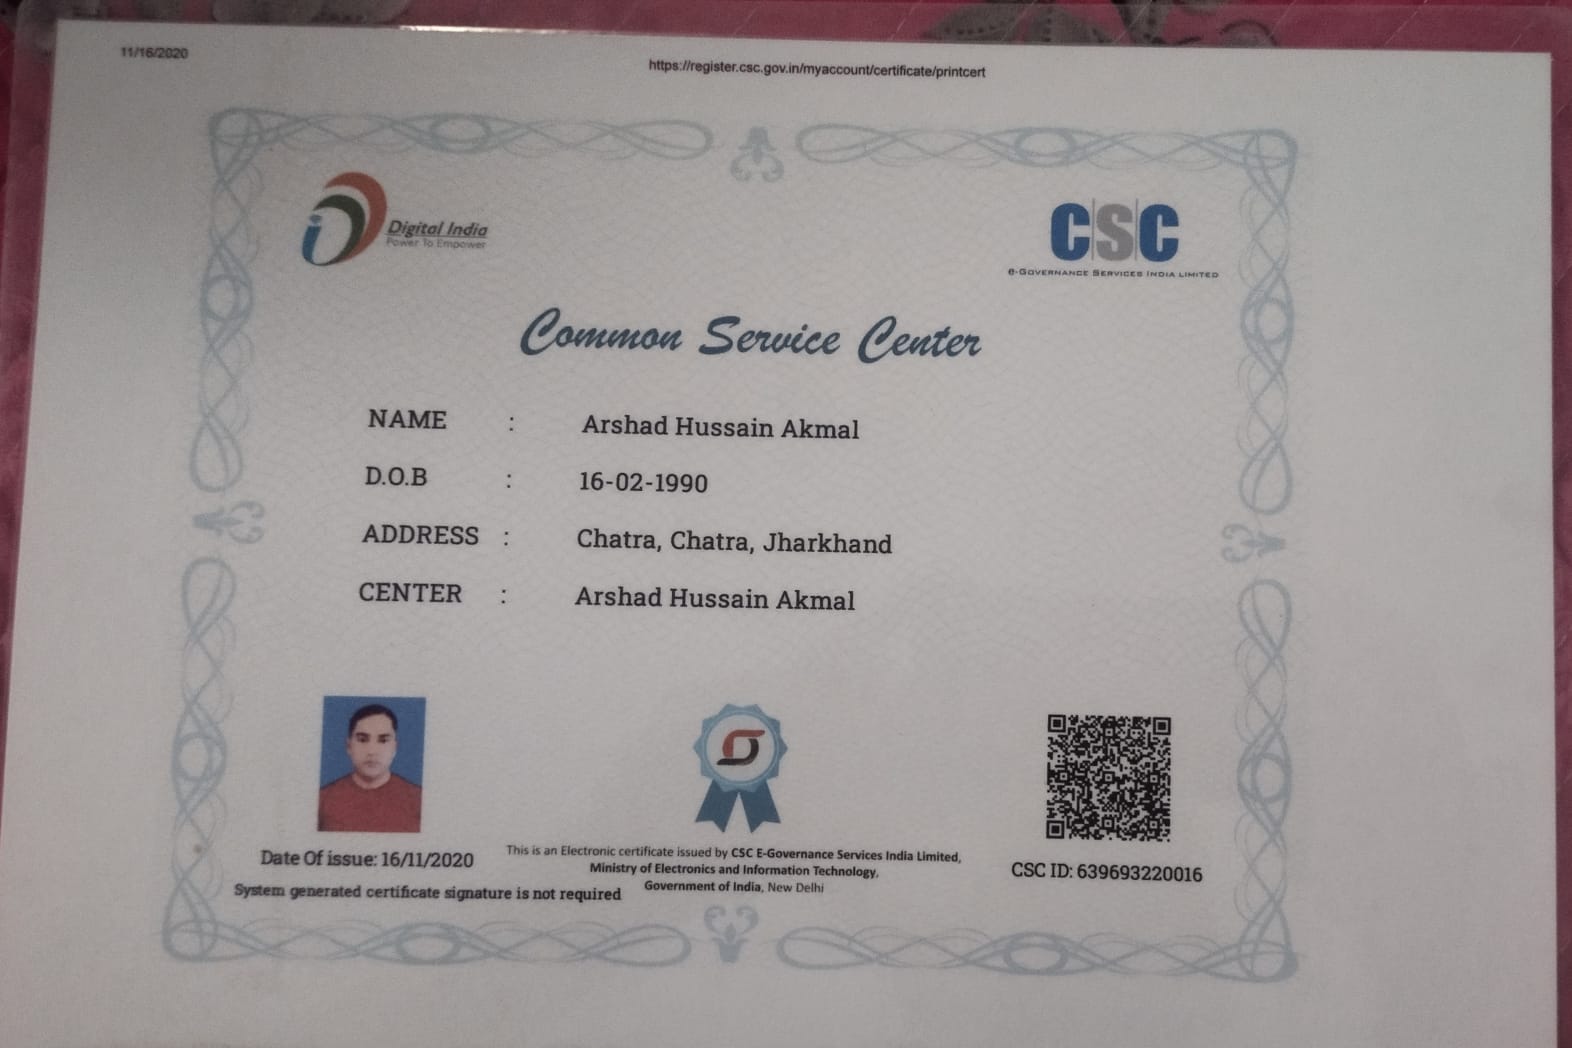 11/16/2020
https://register.csc.gov.in/myaccount/certificate/printcert
Digital India
Power To Empower
CSC
e-Governance Services India Limited
Common Service Center
NAME : Arshad Hussain Akmal
D.O.B : 16-02-1990
ADDRESS : Chatra, Chatra, Jharkhand
CENTER : Arshad Hussain Akmal
Date Of issue: 16/11/2020
System generated certificate signature is not required
This is an Electronic certificate issued by CSC E-Governance Services India Limited,
Ministry of Electronics and Information Technology,
Government of India, New Delhi
CSC ID: 639693220016